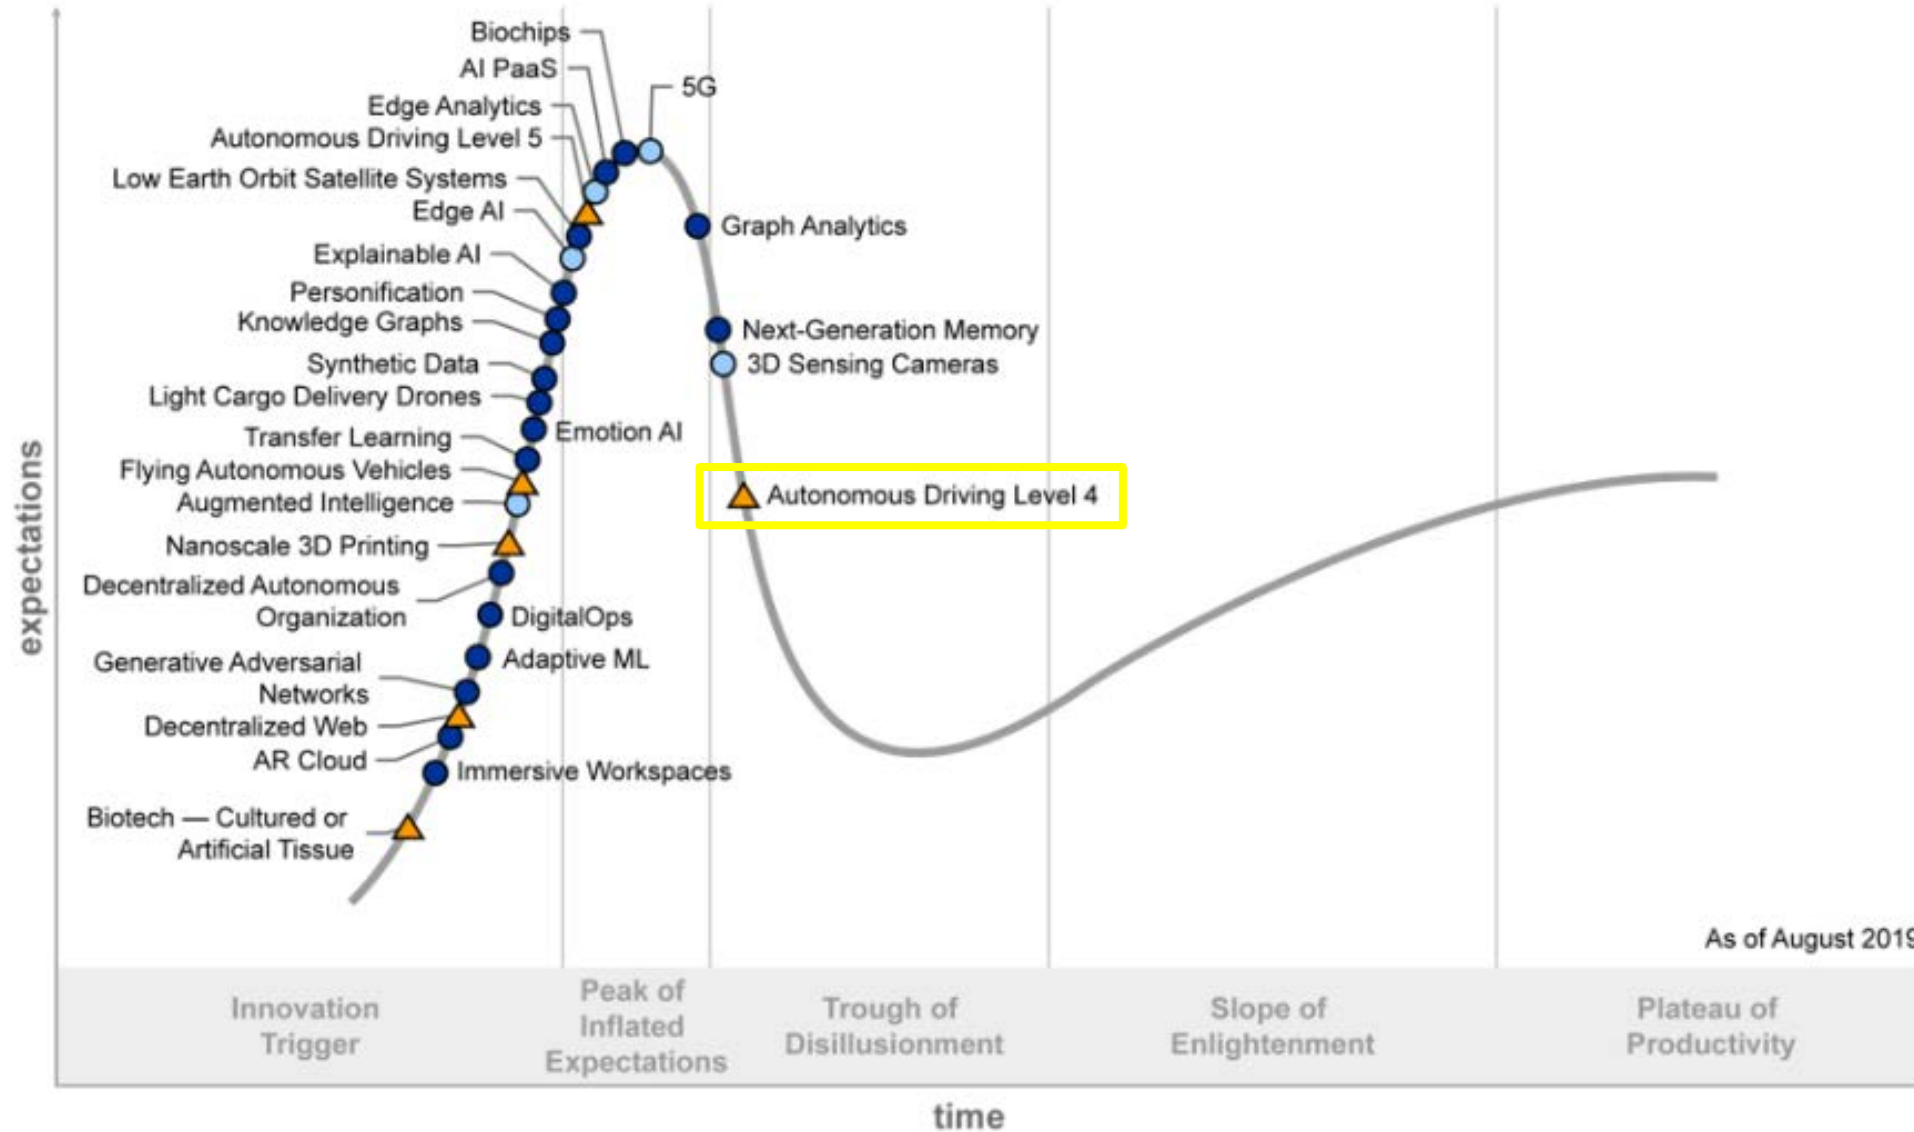 Biochips
AI PaaS
5G
Edge Analytics
Autonomous Driving Level 5
Low Earth Orbit Satellite Systems
Edge AI
Graph Analytics
Explainable AI
Personification
Knowledge Graphs
Next-Generation Memory
Synthetic Data
3D Sensing Cameras
Light Cargo Delivery Drones
Emotion AI
Transfer Learning
Flying Autonomous Vehicles
Autonomous Driving Level 4
Augmented Intelligence
Nanoscale 3D Printing
Decentralized Autonomous
Organization
DigitalOps
Adaptive ML
Generative Adversarial
Networks
Decentralized Web
AR Cloud
Immersive Workspaces
Biotech — Cultured or
Artificial Tissue
expectations
As of August 2019
Innovation
Trigger
Peak of
Inflated
Expectations
Trough of
Disillusionment
Slope of
Enlightenment
Plateau of
Productivity
time